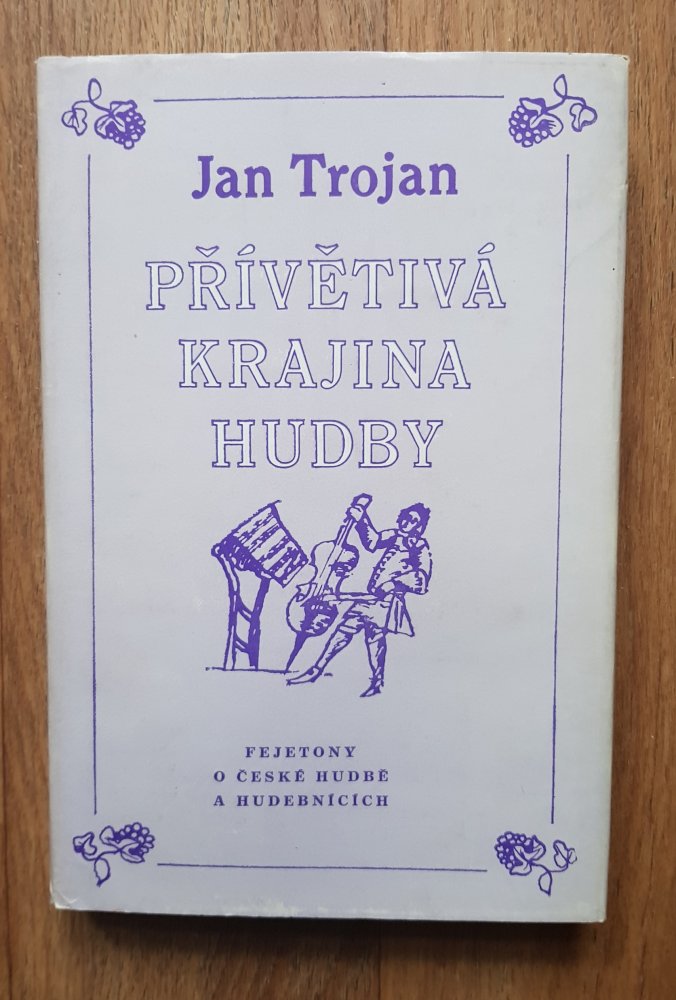 Jan Trojan
PŘÍVĚTIVÁ
KRAJINA
HUDBY
FEJETONY
O ČESKÉ HUDBĚ
A HUDEBNÍCÍCH